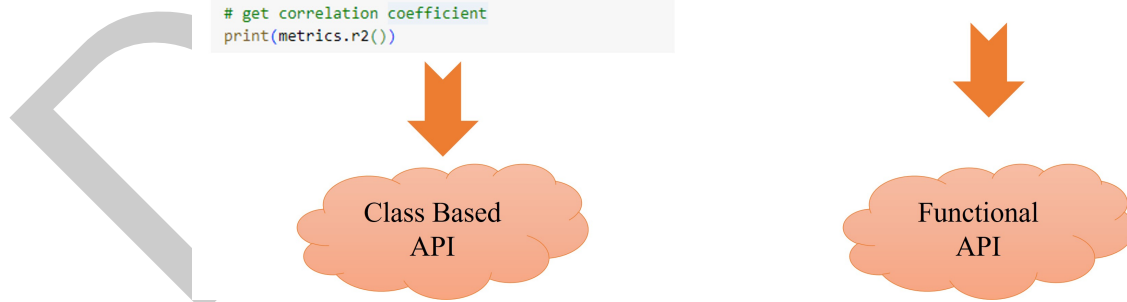 # get correlation coefficient
print(metrics.r2())
Class Based
API
Functional
API